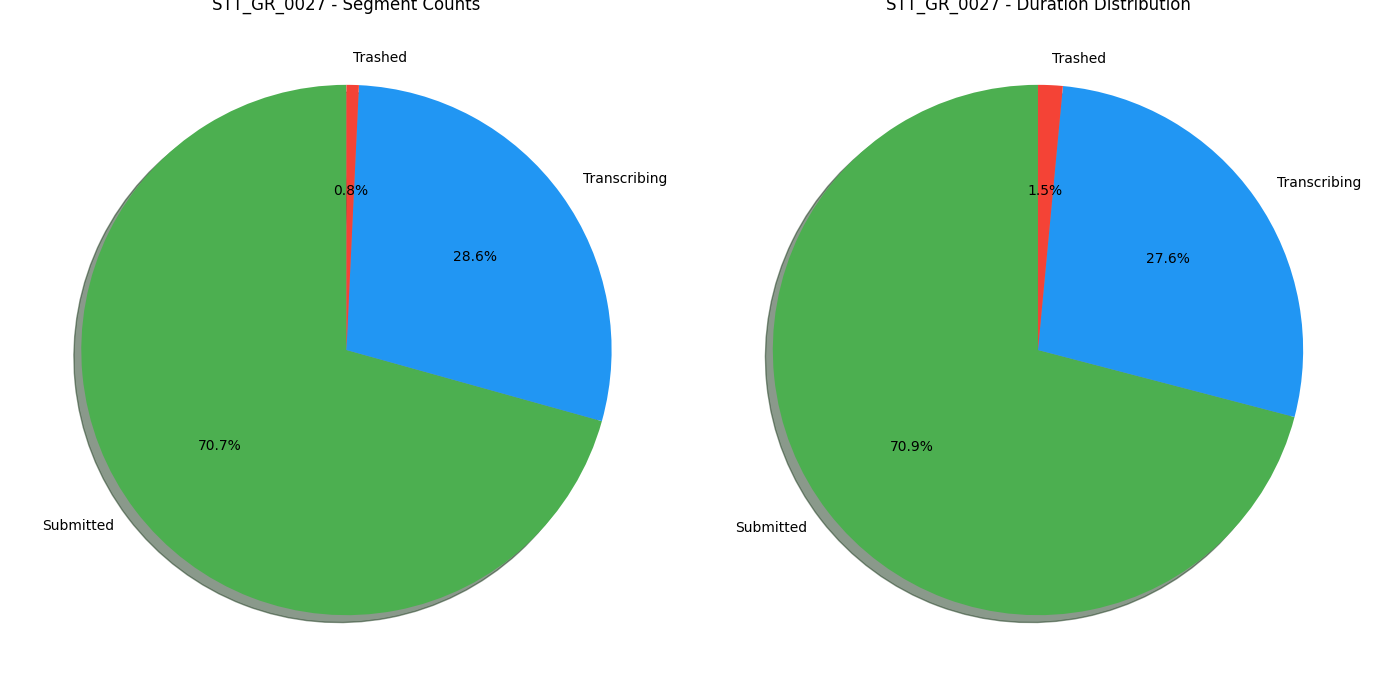 STT_GR_0027 - Segment Counts
Trashed
0.8%
Transcribing
28.6%
70.7%
Submitted
STT_GR_0027 - Duration Distribution
Trashed
1.5%
Transcribing
27.6%
70.9%
Submitted